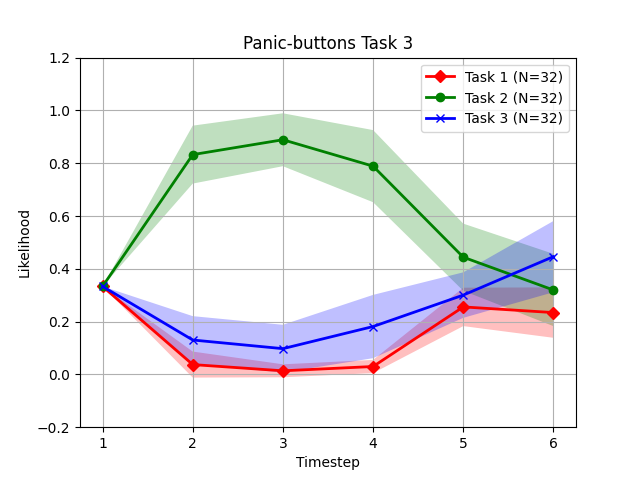 Panic-buttons Task 3
1.2
1.0
0.8
0.6
0.4
0.2
0.0
−0.2
Likelihood
Task 1 (N=32)
Task 2 (N=32)
Task 3 (N=32)
1 2 3 4 5 6
Timestep